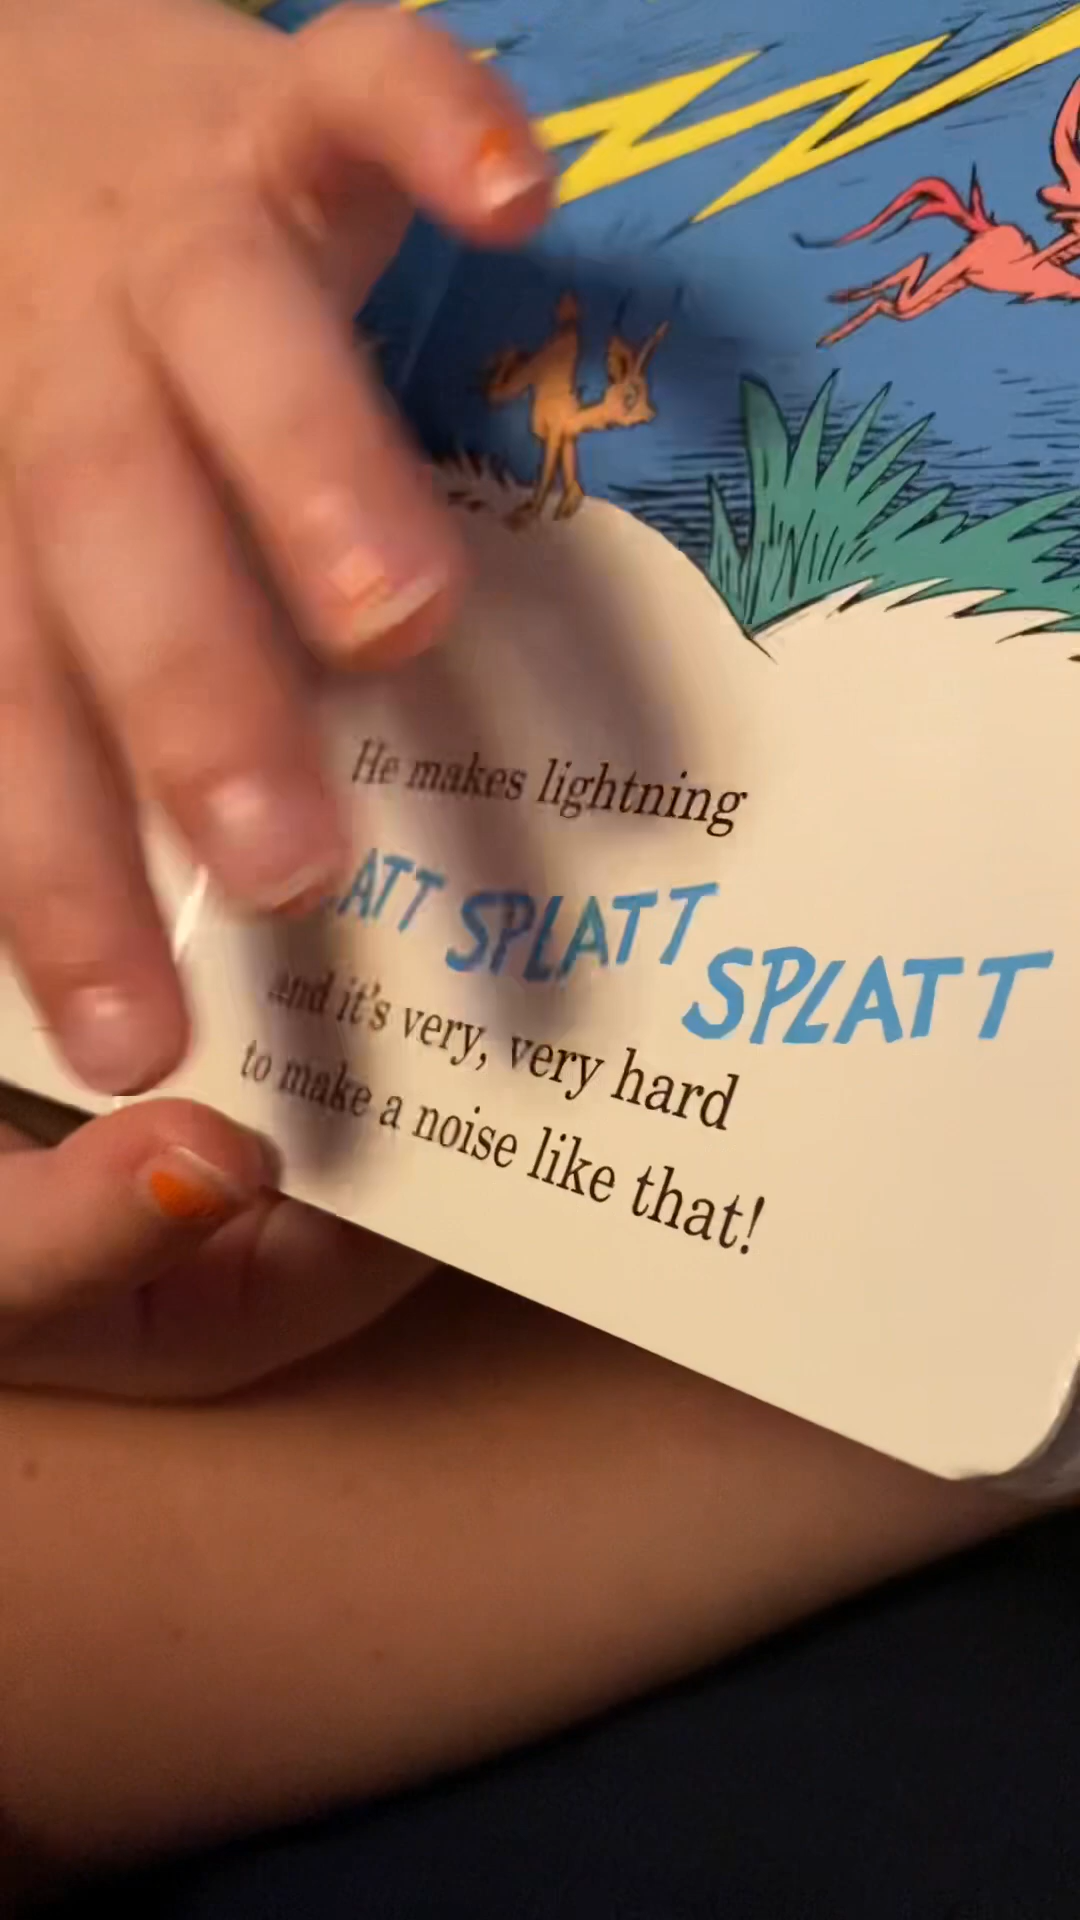 He makes lightning
ATT SPLATT SPLATT
and it's very, very hard
to make a noise like that!